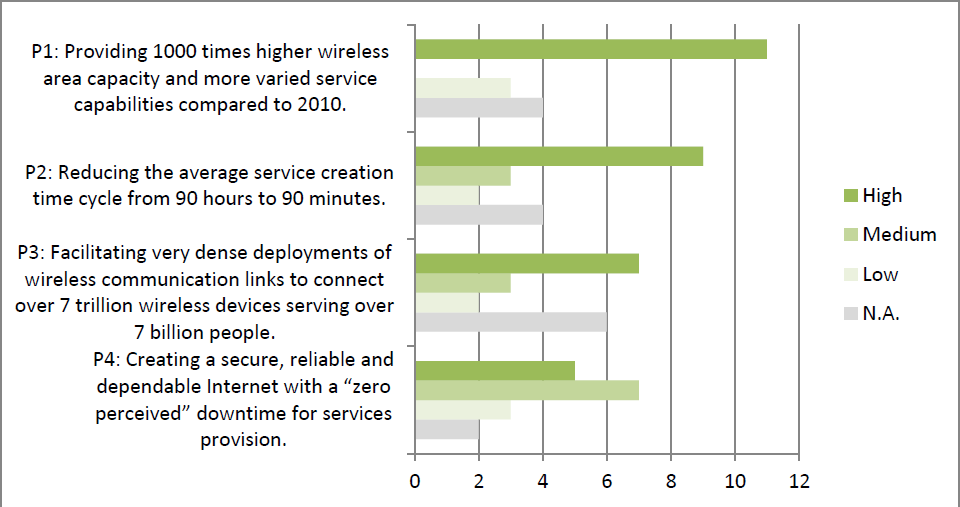 P1: Providing 1000 times higher wireless
area capacity and more varied service
capabilities compared to 2010.
P2: Reducing the average service creation
time cycle from 90 hours to 90 minutes.
P3: Facilitating very dense deployments of
wireless communication links to connect
over 7 trillion wireless devices serving over
7 billion people.
P4: Creating a secure, reliable and
dependable Internet with a “zero
perceived” downtime for services
provision.
High
Medium
Low
N.A.
0 2 4 6 8 10 12